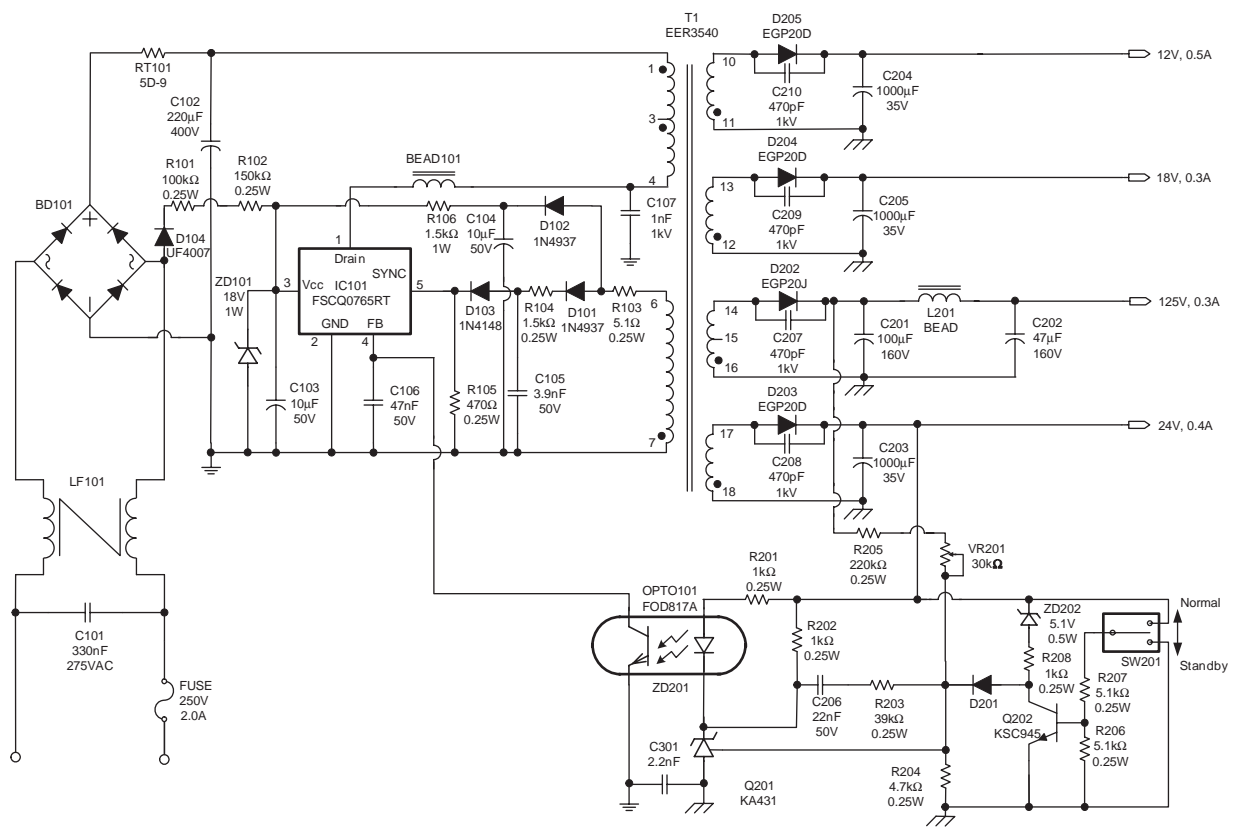 T1
EER3540
RT101
5D-9
C102
220μF
400V
R101
100kΩ
0.25W
R102
150kΩ
0.25W
BD101
D104
UF4007
BEAD101
1
3
4
R106
1.5kΩ
1W
C104
10μF
50V
D102
1N4937
C107
1nF
1kV
1
Drain
SYNC
3
Vcc
IC101
FSCQ0765RT
5
GND
FB
2
4
ZD101
18V
1W
D103
1N4148
R104
1.5kΩ
0.25W
D101
1N4937
R103
5.1Ω
0.25W
6
7
C103
10μF
50V
C106
47nF
50V
R105
470Ω
0.25W
C105
3.9nF
50V
LF101
C101
330nF
275VAC
FUSE
250V
2.0A
D205
EGP20D
10
11
C210
470pF
1kV
C204
1000μF
35V
12V, 0.5A
D204
EGP20D
13
12
C209
470pF
1kV
C205
1000μF
35V
18V, 0.3A
D202
EGP20J
14
15
16
C207
470pF
1kV
C201
100μF
160V
L201
BEAD
C202
47μF
160V
125V, 0.3A
D203
EGP20D
17
18
C208
470pF
1kV
C203
1000μF
35V
24V, 0.4A
R205
220kΩ
0.25W
VR201
30kΩ
OPTO101
FOD817A
R201
1kΩ
0.25W
R202
1kΩ
0.25W
ZD201
C206
22nF
50V
R203
39kΩ
0.25W
D201
ZD202
5.1V
0.5W
R208
1kΩ
0.25W
SW201
Normal
Standby
R207
5.1kΩ
0.25W
Q202
KSC945
R206
5.1kΩ
0.25W
C301
2.2nF
Q201
KA431
R204
4.7kΩ
0.25W